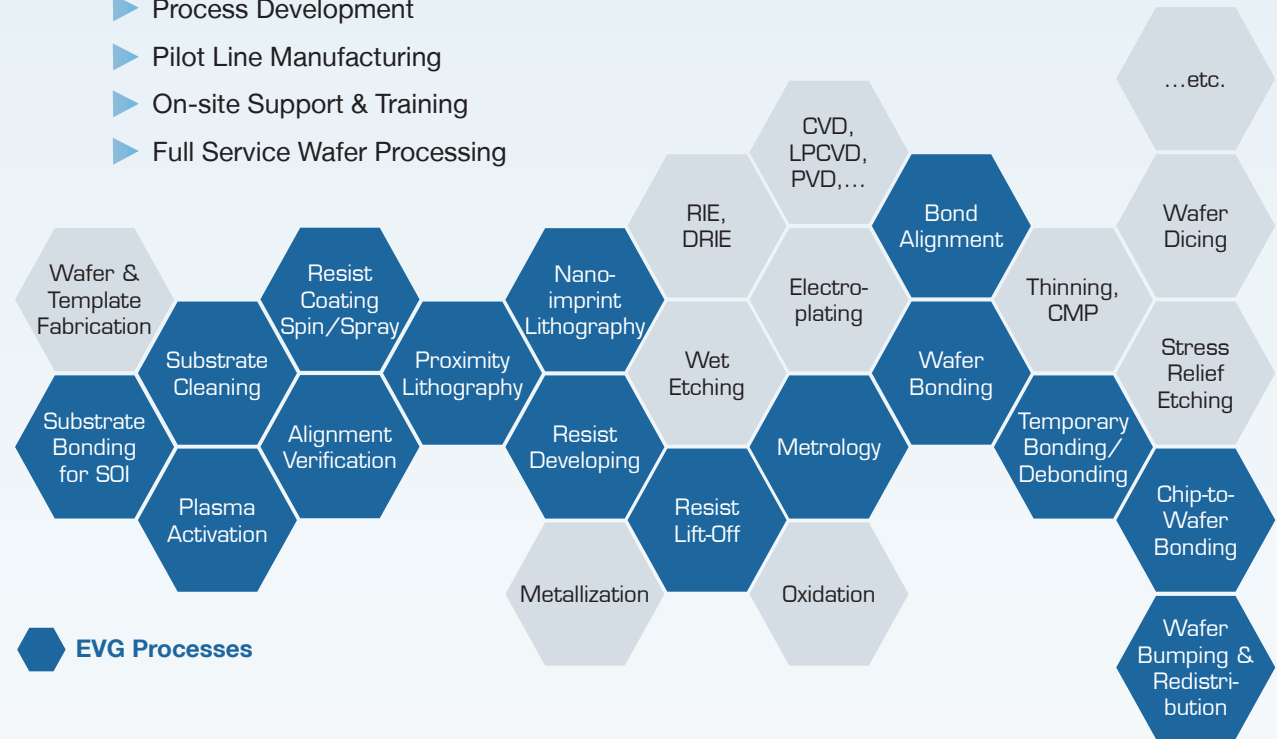 Process Development
Pilot Line Manufacturing
On-site Support & Training
Full Service Wafer Processing
Wafer &
Template
Fabrication
Substrate
Bonding
for SOI
Substrate
Cleaning
Plasma
Activation
Resist
Coating
Spin/Spray
Alignment
Verification
Proximity
Lithography
Nano-
imprint
Lithography
Resist
Developing
Metallization
RIE,
DRIE
Wet
Etching
Resist
Lift-Off
CVD,
LPCVD,
PVD,...
Electro-
plating
Metrology
Oxidation
Bond
Alignment
Wafer
Bonding
Thinning,
CMP
Temporary
Bonding/
Debonding
...etc.
Wafer
Dicing
Stress
Relief
Etching
Chip-to-
Wafer
Bonding
Wafer
Bumping &
Redistri-
bution
EVG Processes